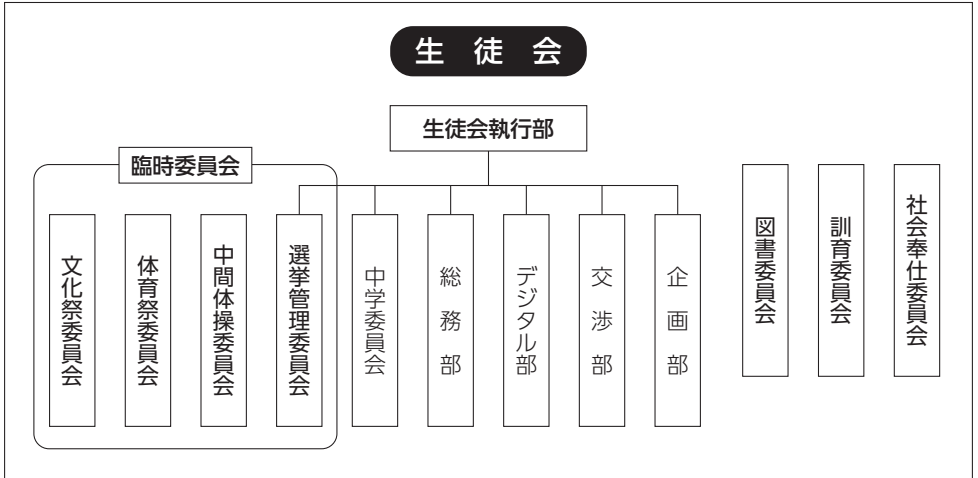 生徒会
生徒会執行部
臨時委員会
文化祭委員会
体育祭委員会
中間体操委員会
選挙管理委員会
中学委員会
総務部
デジタル部
交渉部
企画部
図書委員会
訓育委員会
社会奉仕委員会